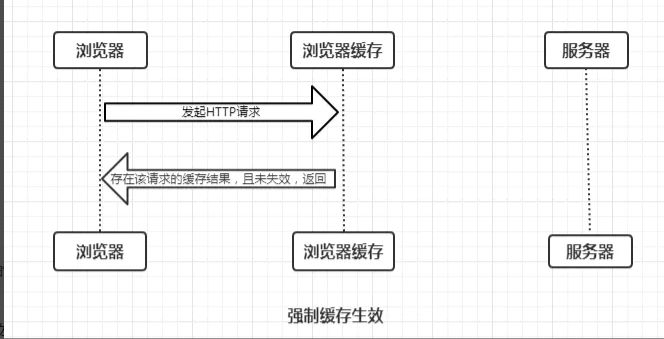 浏览器
浏览器缓存
服务器
发起HTTP请求
存在该请求的缓存结果，且未失效，返回
浏览器
浏览器缓存
服务器
强制缓存生效